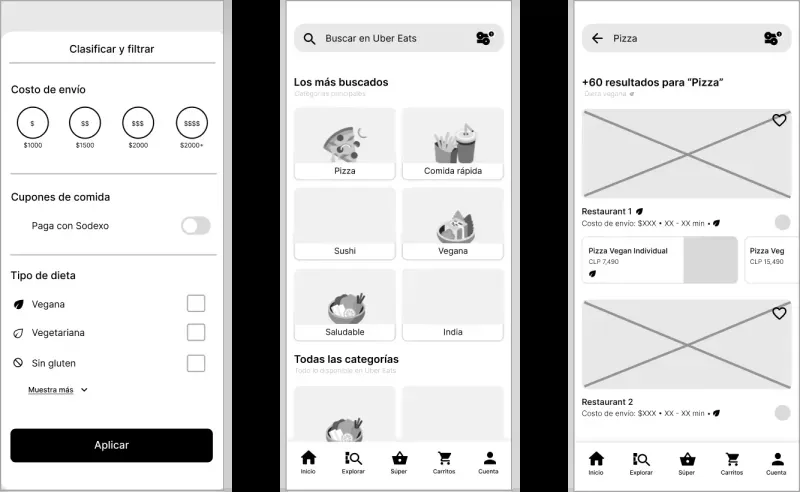 Clasificar y filtrar
Costo de envío
$ $$ $$$ $$$$
$1000 $1500 $2000 $2000+
Cupones de comida
Paga con Sodexo
Tipo de dieta
Vegana
Vegetariana
Sin gluten
Muestra más
Aplicar
Buscar en Uber Eats
Los más buscados
Categorías principales
Pizza Comida rápida
Sushi Vegana
Saludable India
Todas las categorías
Todo lo disponible en Uber Eats
Inicio Explorar Súper Carritos Cuenta
Pizza
+60 resultados para “Pizza”
Dieta vegana
Restaurant 1
Costo de envío: $XXX • XX - XX min •
Pizza Vegan Individual
CLP 7,490
Pizza Veg
CLP 15,490
Restaurant 2
Costo de envío: $XXX • XX - XX min •
Inicio Explorar Súper Carritos Cuenta